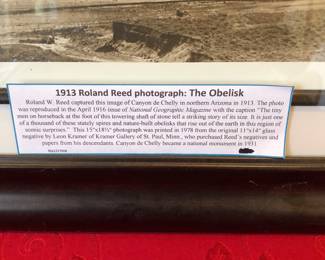 1913 Roland Reed photograph: The Obelisk
Roland W. Reed captured this image of Canyon de Chelly in northern Arizona in 1913. The photo
was reproduced in the April 1916 issue of National Geographic Magazine with the caption "The tiny
men on horseback at the foot of this towering shaft of stone tell a striking story of its size. It is just one
of a thousand of these stately spires and nature-built obelisks that rise out of the earth in this region of
scenic surprises." This 15"x18½" photograph was printed in 1978 from the original 11"x14" glass
negative by Leon Kramer of Kramer Gallery of St. Paul, Minn., who purchased Reed's negatives and
papers from his descendants. Canyon de Chelly became a national monument in 1931